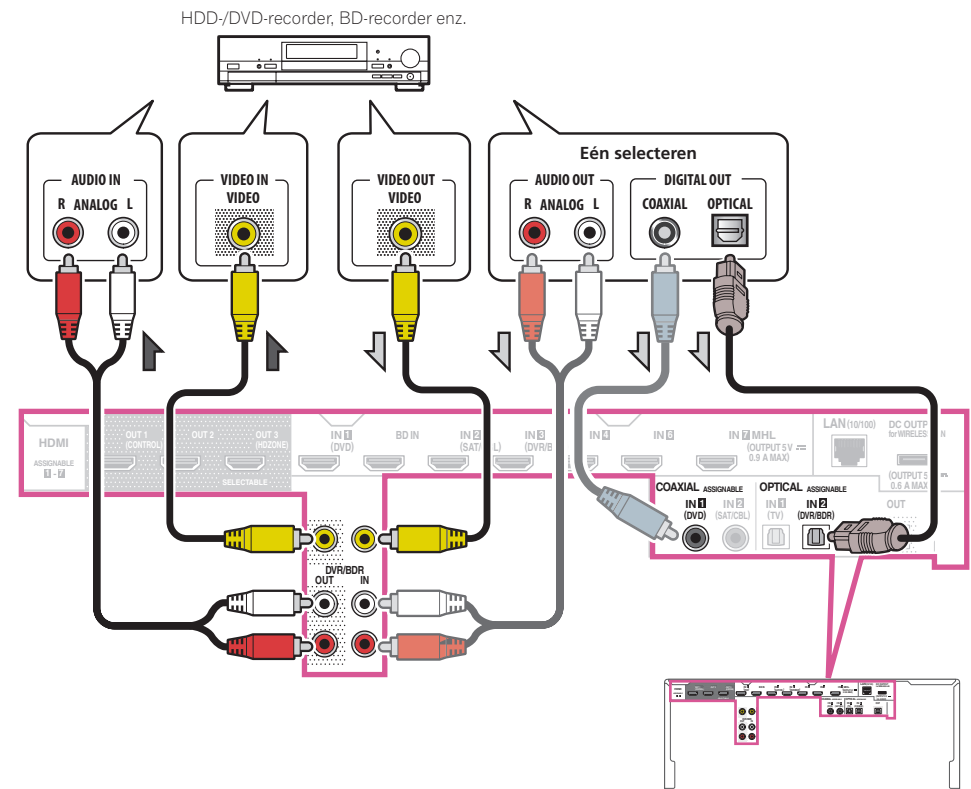 HDD-/DVD-recorder, BD-recorder enz.
AUDIO IN
R ANALOG L
VIDEO IN
VIDEO
VIDEO OUT
VIDEO
Eén selecteren
AUDIO OUT
R ANALOG L
DIGITAL OUT
COAXIAL OPTICAL
HDMI
ASSIGNABLE
1 - 7
OUT 1
(CONTROL)
OUT 2
OUT 3
(HDZONE)
SELECTABLE
IN 1
(DVD)
BD IN
IN 2
(SAT/ L)
IN 3
(DVR/B
IN 4
IN 6
IN 7 MHL
(OUTPUT 5 V
0.9 A MAX)
LAN (10/100)
DC OUTP
for WIRELES N
(OUTPUT 5
0.6 A MAX
COAXIAL ASSIGNABLE
IN 1
(DVD)
IN 2
(SAT/CBL)
OPTICAL ASSIGNABLE
IN 1
(TV)
IN 2
(DVR/BDR)
OUT
DVR/BDR
OUT IN